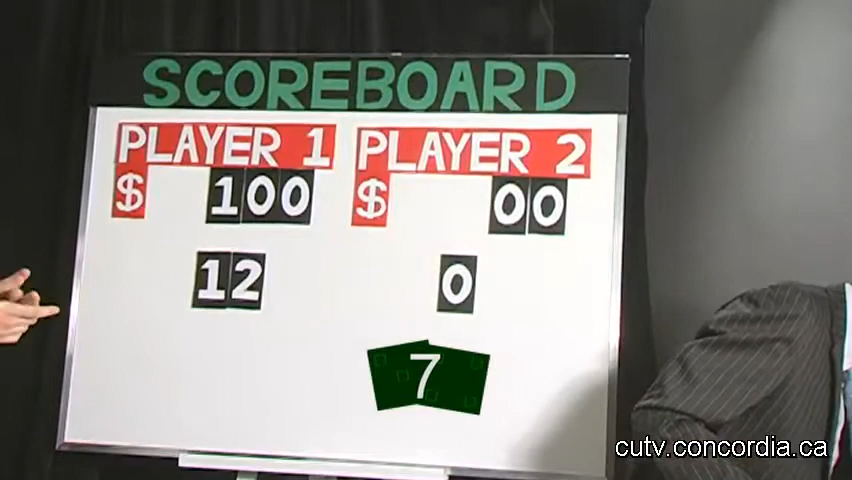 SCOREBOARD
PLAYER 1 PLAYER 2
$ 100 $ 00
12 0
7
cutv.concordia.ca